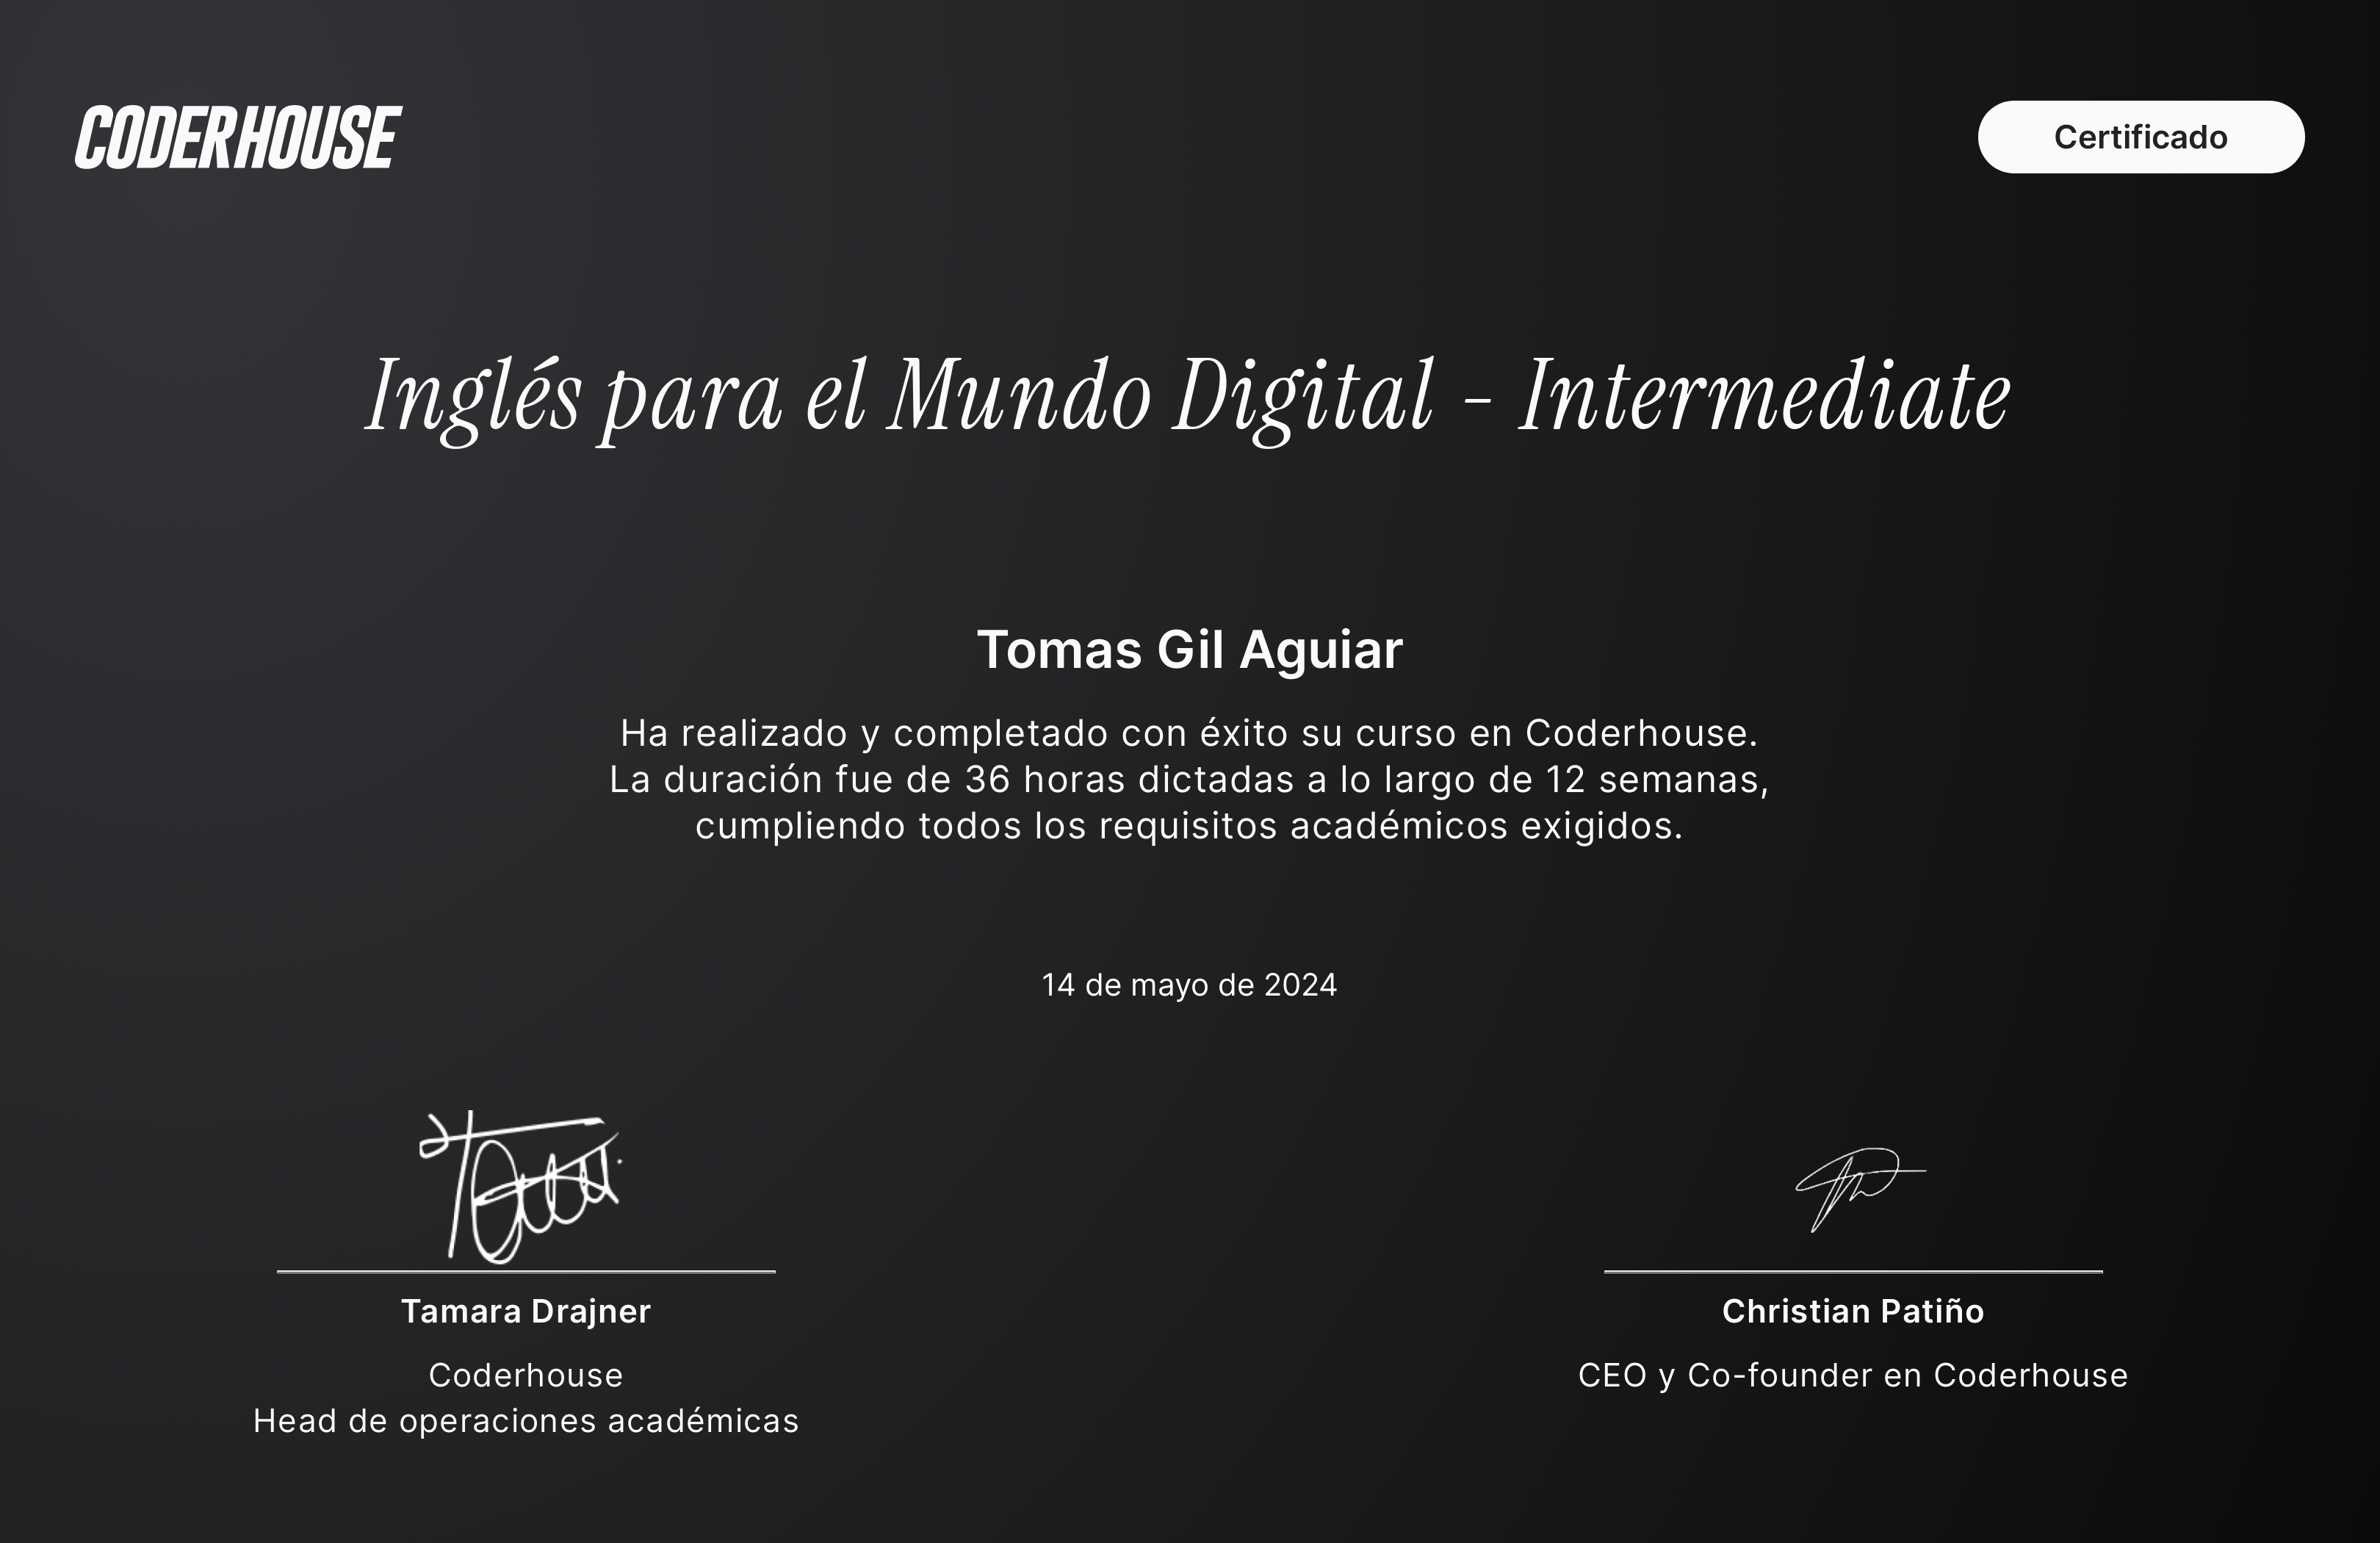 CODERHOUSE
Certificado
Inglés para el Mundo Digital - Intermediate
Tomas Gil Aguiar
Ha realizado y completado con éxito su curso en Coderhouse.
La duración fue de 36 horas dictadas a lo largo de 12 semanas,
cumpliendo todos los requisitos académicos exigidos.
14 de mayo de 2024
Tamara Drajner
Coderhouse
Head de operaciones académicas
Christian Patiño
CEO y Co-founder en Coderhouse